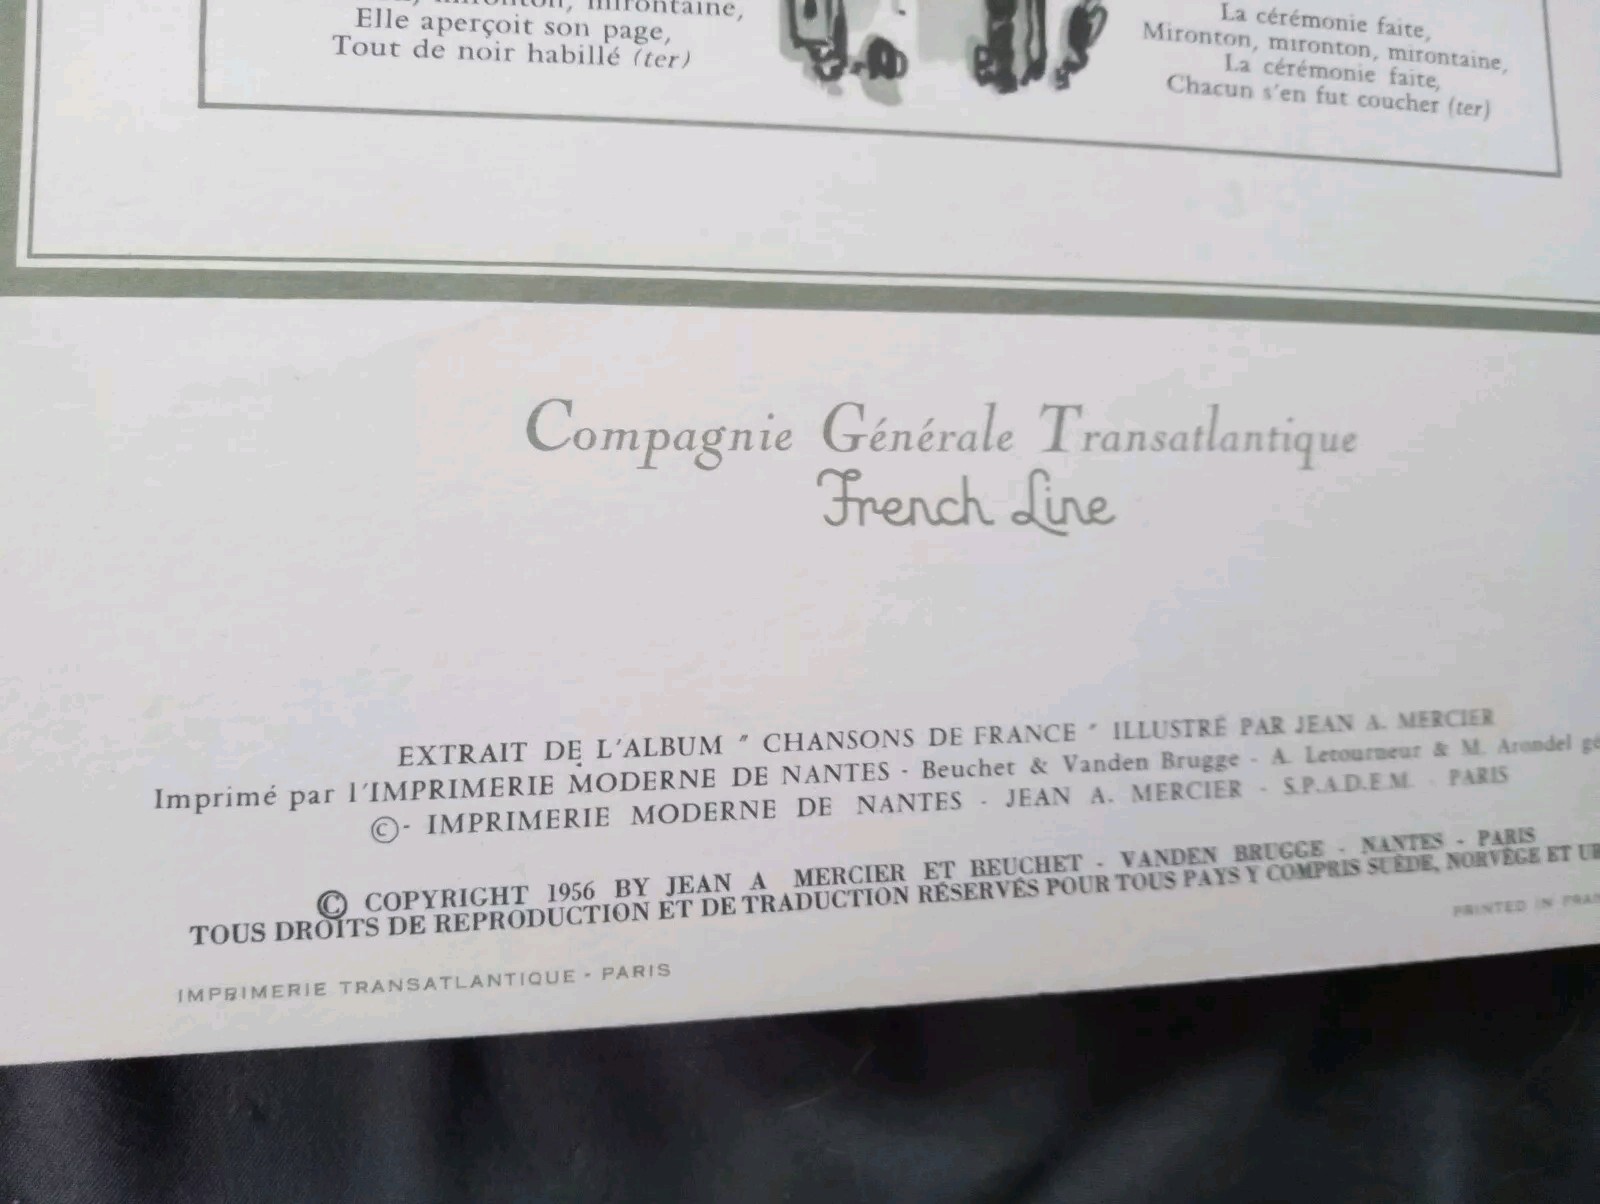 mironton, mirontaine,
Elle aperçoit son page,
Tout de noir habillé (ter)
La cérémonie faite,
Mironton, mironton, mirontaine,
La cérémonie faite,
Chacun s'en fut coucher (ter)
Compagnie Générale Transatlantique
French Line
EXTRAIT DE L'ALBUM " CHANSONS DE FRANCE " ILLUSTRÉ PAR JEAN A. MERCIER
Imprimé par l'IMPRIMERIE MODERNE DE NANTES - Beuchet & Vanden Brugge - A. Letourneur & M. Arondel
©- IMPRIMERIE MODERNE DE NANTES - JEAN A. MERCIER - S.P.A.D.E.M. - PARIS
© COPYRIGHT 1956 BY JEAN A MERCIER ET BEUCHET - VANDEN BRUGGE - NANTES - PARIS
TOUS DROITS DE REPRODUCTION ET DE TRADUCTION RÉSERVÉS POUR TOUS PAYS Y COMPRIS SUÈDE, NORVÈGE ET
PRINTED IN
IMPRIMERIE TRANSATLANTIQUE - PARIS